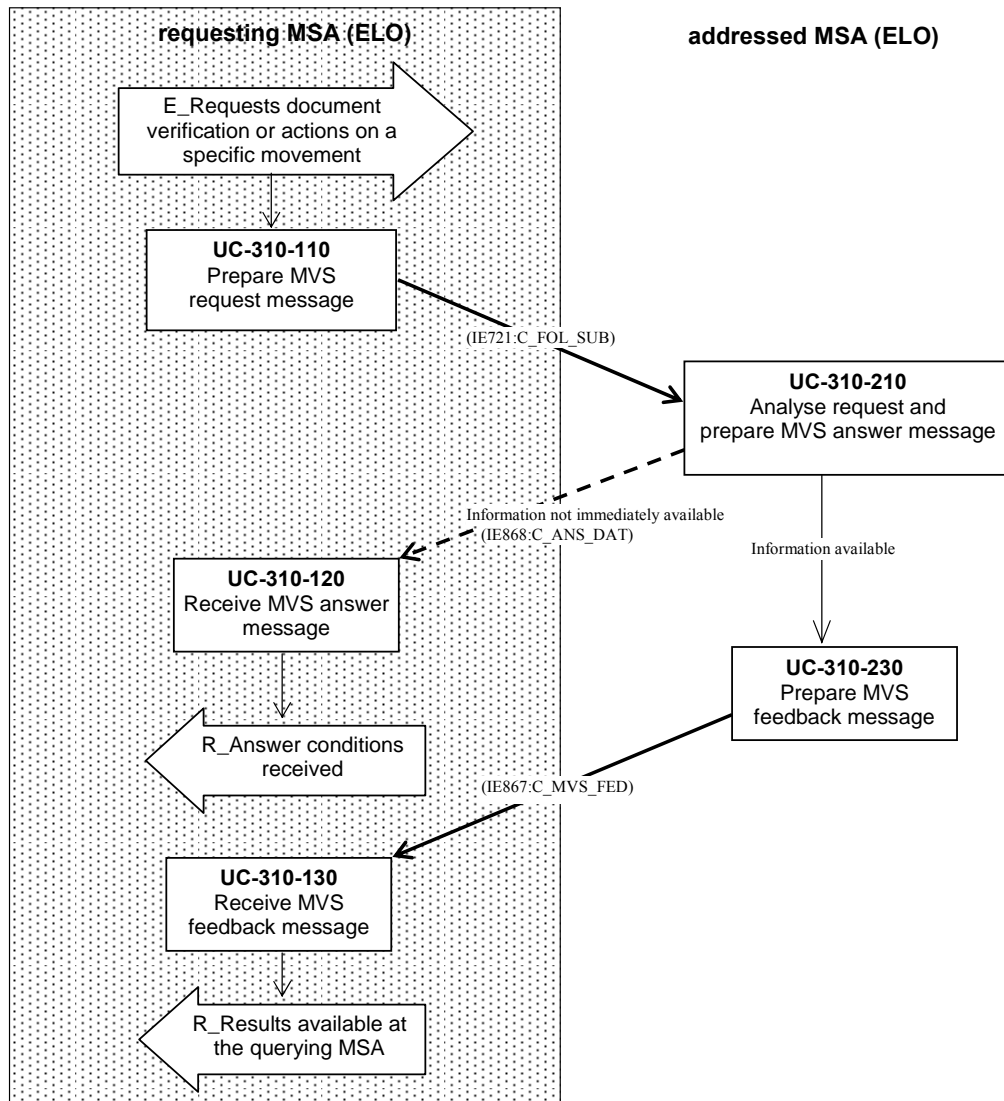 requesting MSA (ELO)
addressed MSA (ELO)
E_Requests document
verification or actions on a
specific movement
UC-310-110
Prepare MVS
request message
(IE721:C_FOL_SUB)
UC-310-210
Analyse request and
prepare MVS answer message
Information not immediately available
(IE868:C_ANS_DAT)
Information available
UC-310-120
Receive MVS answer
message
UC-310-230
Prepare MVS
feedback message
R_Answer conditions
received
(IE867:C_MVS_FED)
UC-310-130
Receive MVS
feedback message
R_Results available at
the querying MSA